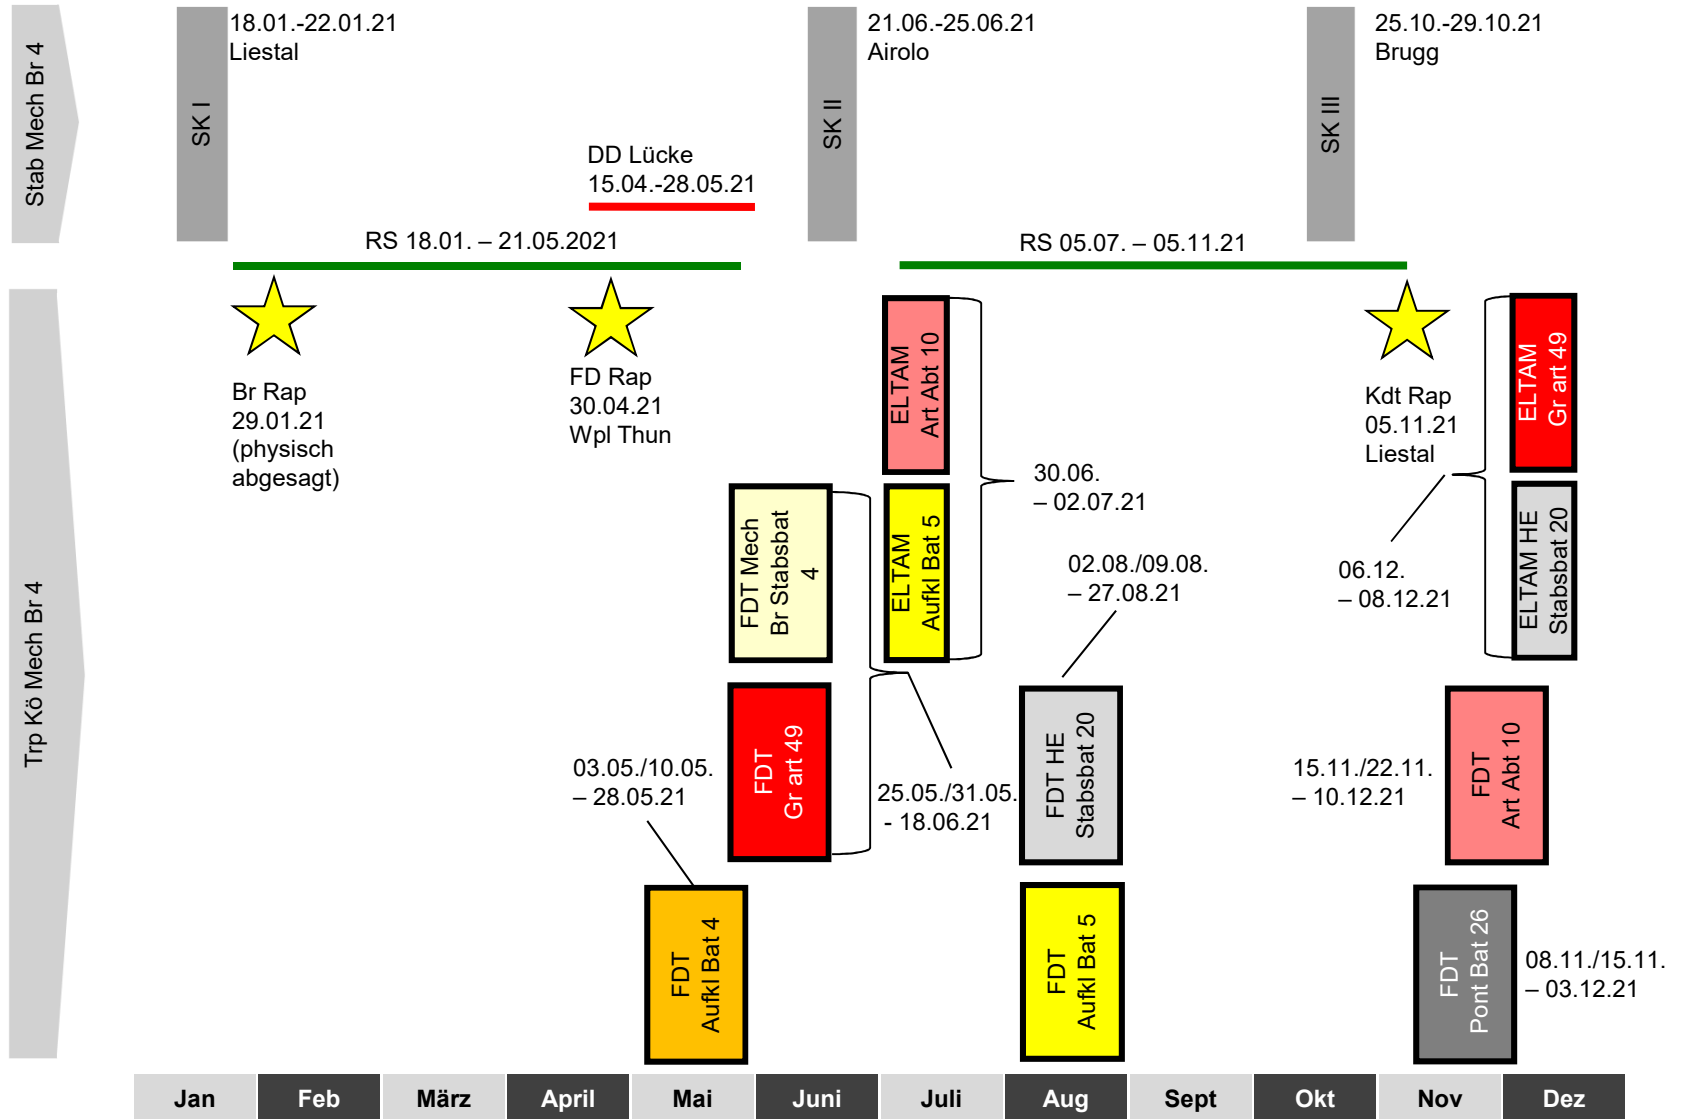 Stab Mech Br 4
SK I
18.01.-22.01.21
Liestal
SK II
21.06.-25.06.21
Airolo
SK III
25.10.-29.10.21
Brugg
DD Lücke
15.04.-28.05.21
RS 18.01. – 21.05.2021
RS 05.07. – 05.11.21
Trp Kö Mech Br 4
Br Rap
29.01.21
(physisch
abgesagt)
FD Rap
30.04.21
Wpl Thun
ELTAM
Art Abt 10
ELTAM
Aufkl Bat 5
30.06.
– 02.07.21
Kdt Rap
05.11.21
Liestal
ELTAM
Gr art 49
ELTAM HE
Stabsbat 20
06.12.
– 08.12.21
FDT Mech
Br Stabsbat
4
FDT
Gr art 49
25.05./31.05.
- 18.06.21
02.08./09.08.
– 27.08.21
FDT HE
Stabsbat 20
03.05./10.05.
– 28.05.21
FDT
Aufkl Bat 4
FDT
Aufkl Bat 5
15.11./22.11.
– 10.12.21
FDT
Art Abt 10
FDT
Pont Bat 26
08.11./15.11.
– 03.12.21
Jan Feb März April Mai Juni Juli Aug Sept Okt Nov Dez